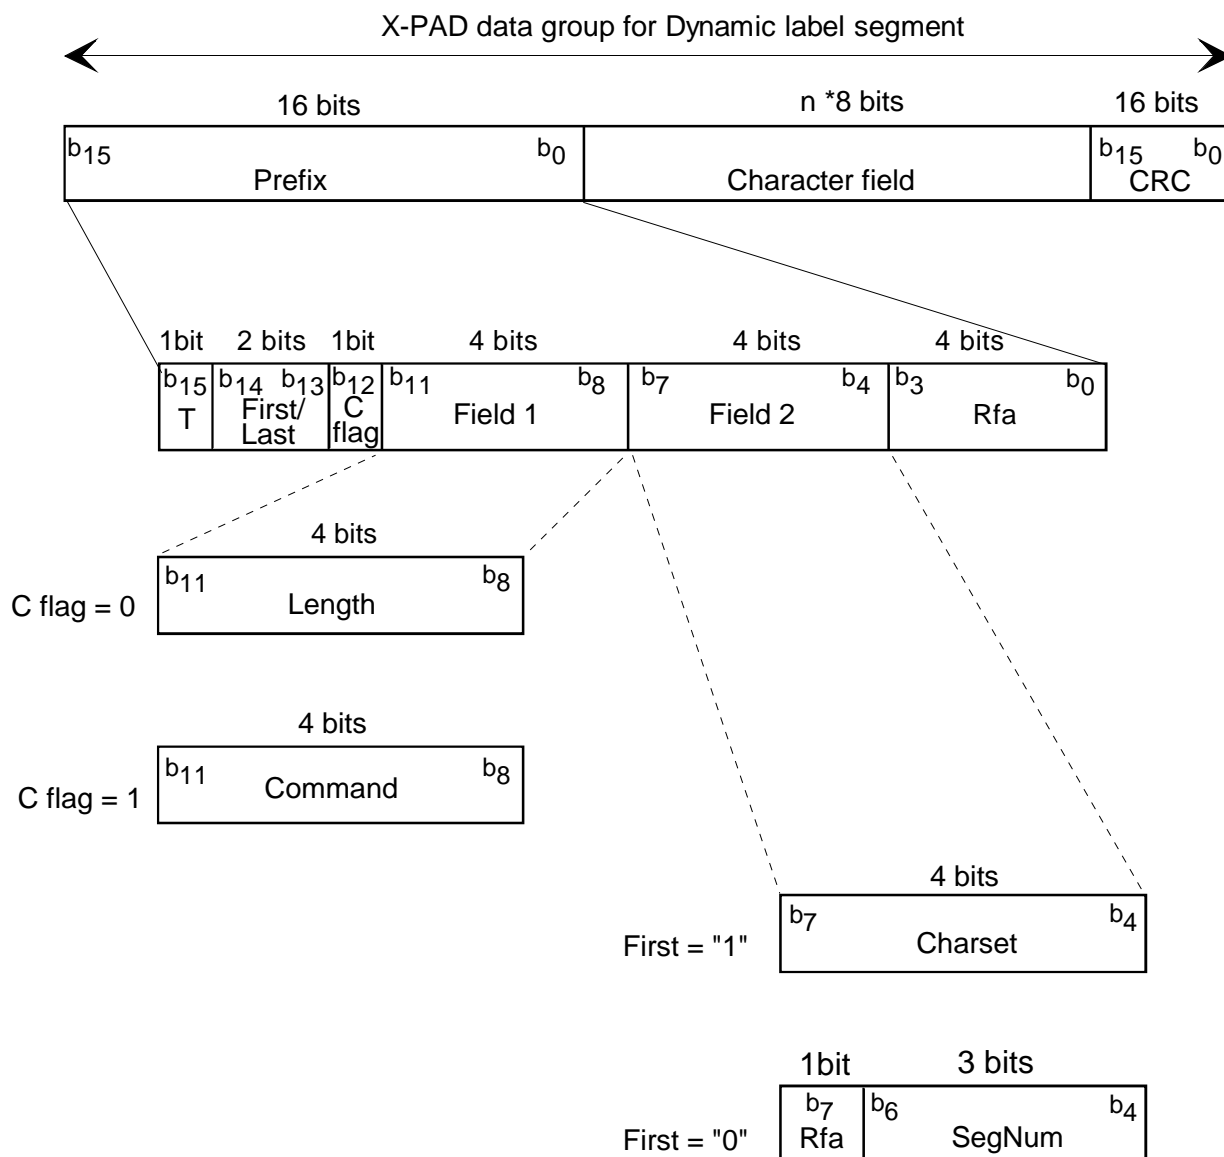 X-PAD data group for Dynamic label segment
16 bits n *8 bits 16 bits
b15 b0 b15 b0
Prefix Character field CRC
1bit 2 bits 1bit 4 bits 4 bits 4 bits
b15 b14 b13 b12 b11 b8 b7 b4 b3 b0
T First/ C Field 1 Field 2 Rfa
Last flag
4 bits
b11 b8
C flag = 0 Length
4 bits
b11 b8
C flag = 1 Command
4 bits
b7 b4
First = "1" Charset
1bit 3 bits
b7 b6 b4
First = "0" Rfa SegNum